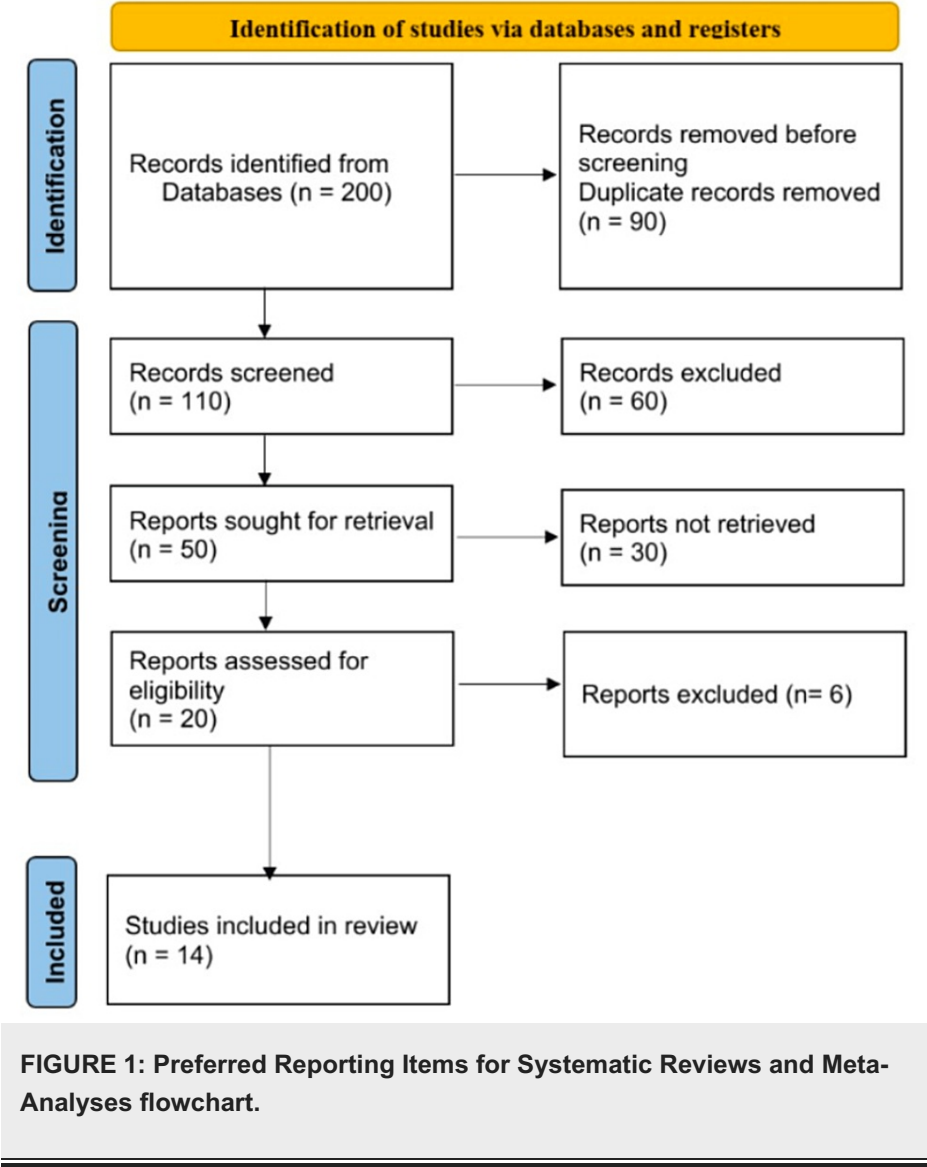 Identification of studies via databases and registers
Identification
Records identified from
Databases (n = 200)
Records removed before
screening
Duplicate records removed
(n = 90)
Screening
Records screened
(n = 110)
Records excluded
(n = 60)
Reports sought for retrieval
(n = 50)
Reports not retrieved
(n = 30)
Reports assessed for
eligibility
(n = 20)
Reports excluded (n= 6)
Included
Studies included in review
(n = 14)
FIGURE 1: Preferred Reporting Items for Systematic Reviews and Meta-
Analyses flowchart.